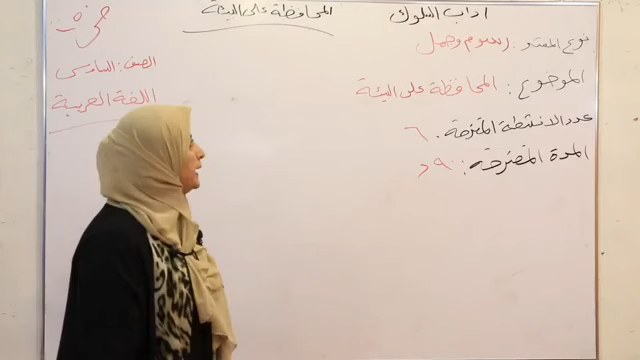 آداب السلوك
المحافظة على البيئة
نوع المحتوى: رسوم وجمل
الموضوع: المحافظة على البيئة
عدد الانشطة المقترحة: ٦
المدة المقترحة: ٩٠ د
الصف: السادس
اللغة العربية